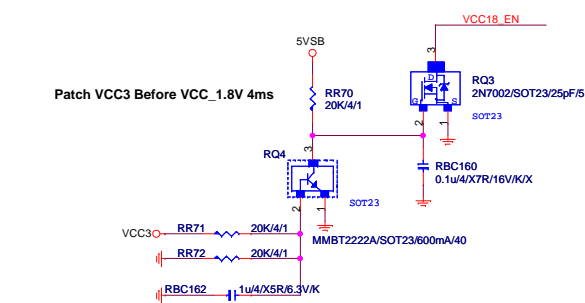 VCC18_EN
5VSB
3
D
RQ3
2N7002/SOT23/25pF/5
G
S
SOT23
2
1
Patch VCC3 Before VCC_1.8V 4ms
RR70
20K/4/1
3
RQ4
RBC160
0.1u/4/X7R/16V/K/X
SOT23
2
1
MMBT2222A/SOT23/600mA/40
VCC3
RR71
20K/4/1
RR72
20K/4/1
RBC162
1u/4/X5R/6.3V/K